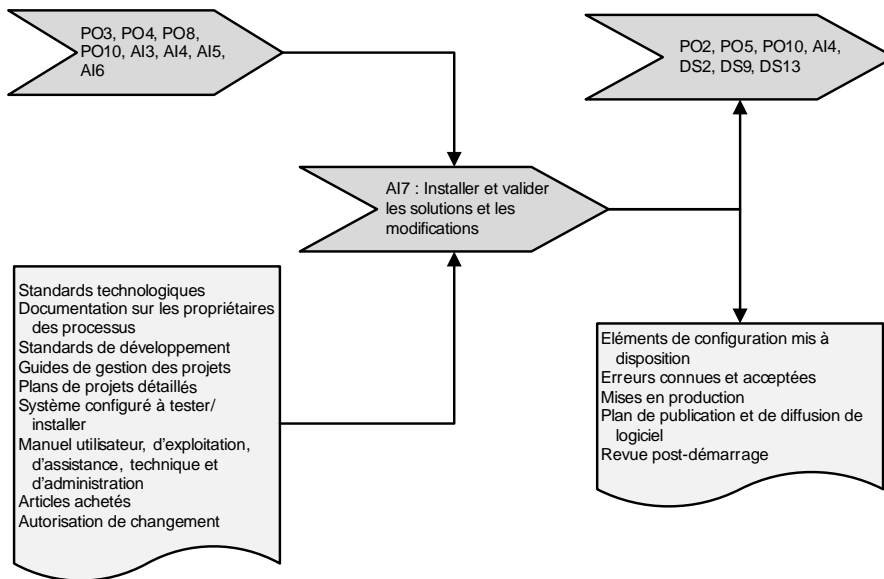 PO3, PO4, PO8,
PO10, AI3, AI4, AI5,
AI6
PO2, PO5, PO10, AI4,
DS2, DS9, DS13
AI7 : Installer et valider
les solutions et les
modifications
Standards technologiques
Documentation sur les propriétaires
des processus
Standards de développement
Guides de gestion des projets
Plans de projets détaillés
Système configuré à tester/
installer
Manuel utilisateur, d’exploitation,
d’assistance, technique et
d’administration
Articles achetés
Autorisation de changement
Eléments de configuration mis à
disposition
Erreurs connues et acceptées
Mises en production
Plan de publication et de diffusion de
logiciel
Revue post-démarrage